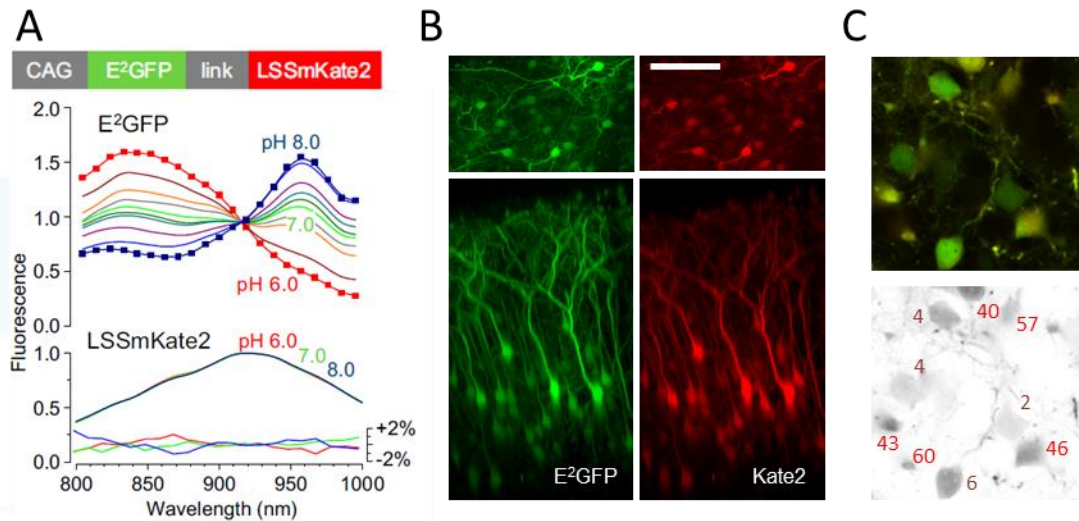 A
CAG E²GFP link LSSmKate2
2.0
1.5
1.0
0.5
0.0
E²GFP
pH 8.0
7.0
pH 6.0
Fluorescence
LSSmKate2
pH 6.0
7.0
8.0
1.0
0.5
0.0
+2%
-2%
800 850 900 950 1000
Wavelength (nm)
B
E²GFP
Kate2
C
40
4
57
4
2
43
60
46
6